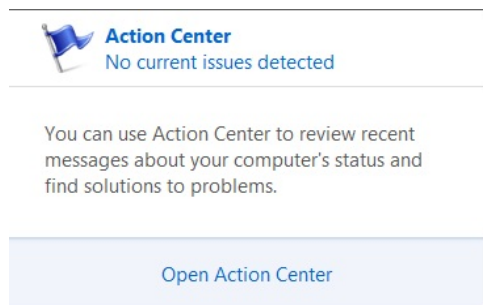 Action Center
No current issues detected
You can use Action Center to review recent
messages about your computer's status and
find solutions to problems.
Open Action Center